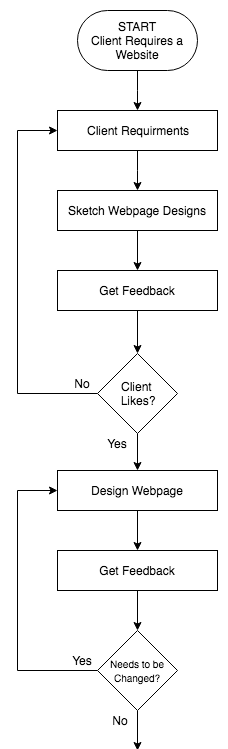 START
Client Requires a
Website
Client Requirments
Sketch Webpage Designs
Get Feedback
Client
Likes?
No
Yes
Design Webpage
Get Feedback
Needs to be
Changed?
Yes
No